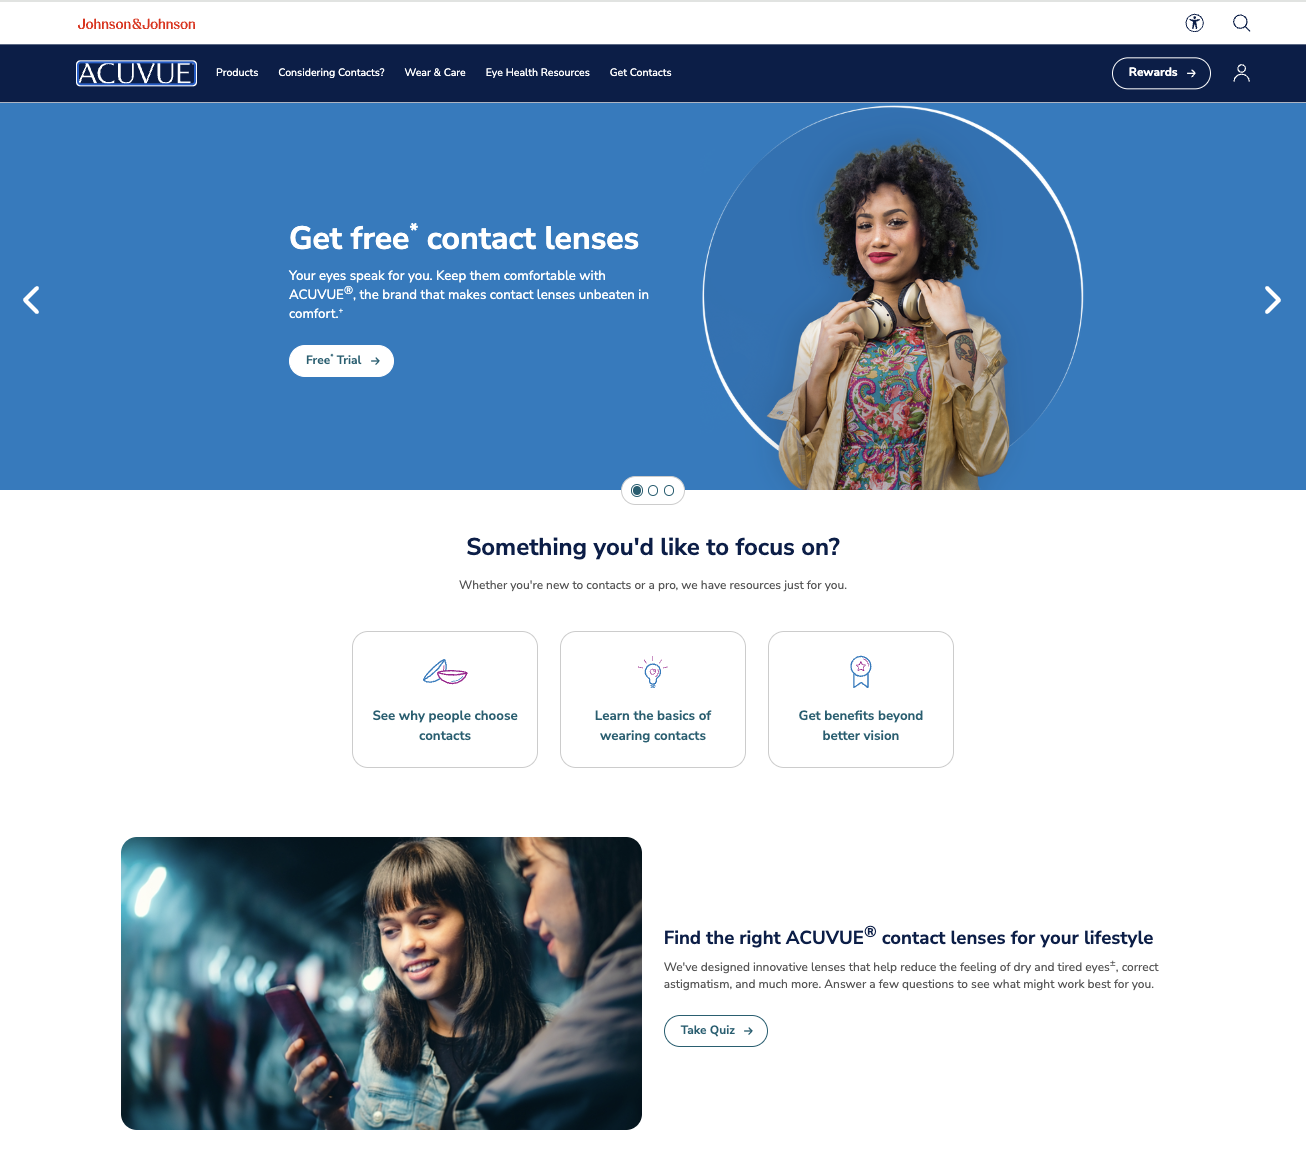 Johnson&Johnson
ACUVUE
Products
Considering Contacts?
Wear & Care
Eye Health Resources
Get Contacts
Rewards →
Get free* contact lenses
Your eyes speak for you. Keep them comfortable with
ACUVUE®, the brand that makes contact lenses unbeaten in
comfort.⁺
Free* Trial →
Something you'd like to focus on?
Whether you're new to contacts or a pro, we have resources just for you.
See why people choose
contacts
Learn the basics of
wearing contacts
Get benefits beyond
better vision
Find the right ACUVUE® contact lenses for your lifestyle
We've designed innovative lenses that help reduce the feeling of dry and tired eyes±, correct
astigmatism, and much more. Answer a few questions to see what might work best for you.
Take Quiz →